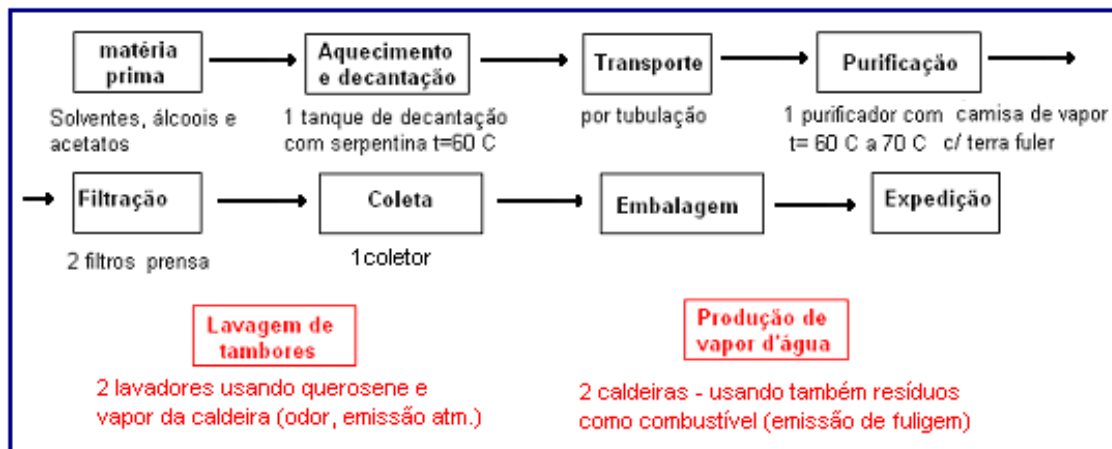 matéria
prima
Aquecimento
e decantação
Transporte
Purificação
Solventes, álcoois e
acetatos
1 tanque de decantação
com serpentina t=60 C
por tubulação
1 purificador com camisa de vapor
t= 60 C a 70 C c/ terra fuler
Filtração
Coleta
Embalagem
Expedição
2 filtros prensa
1coletor
Lavagem de
tambores
Produção de
vapor d'água
2 lavadores usando querosene e
vapor da caldeira (odor, emissão atm.)
2 caldeiras - usando também resíduos
como combustível (emissão de fuligem)